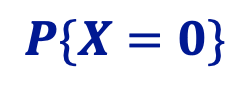 P{X = 0}